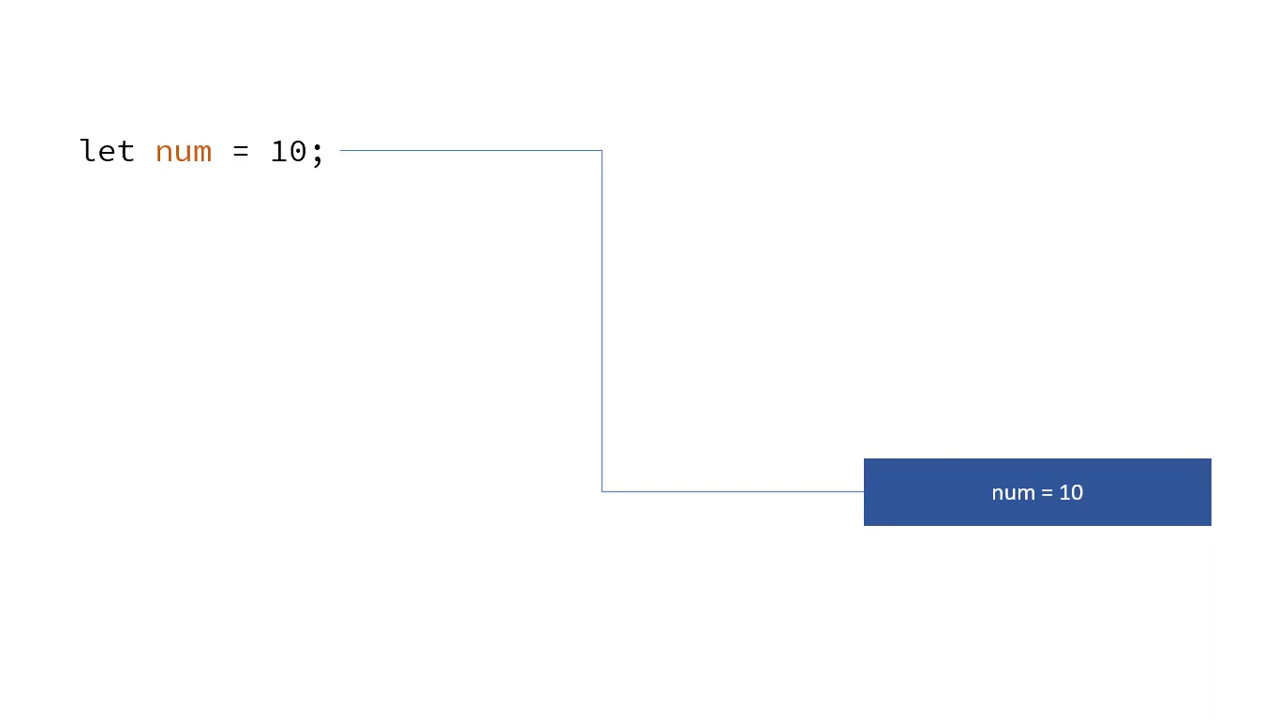 let num = 10;
num = 10